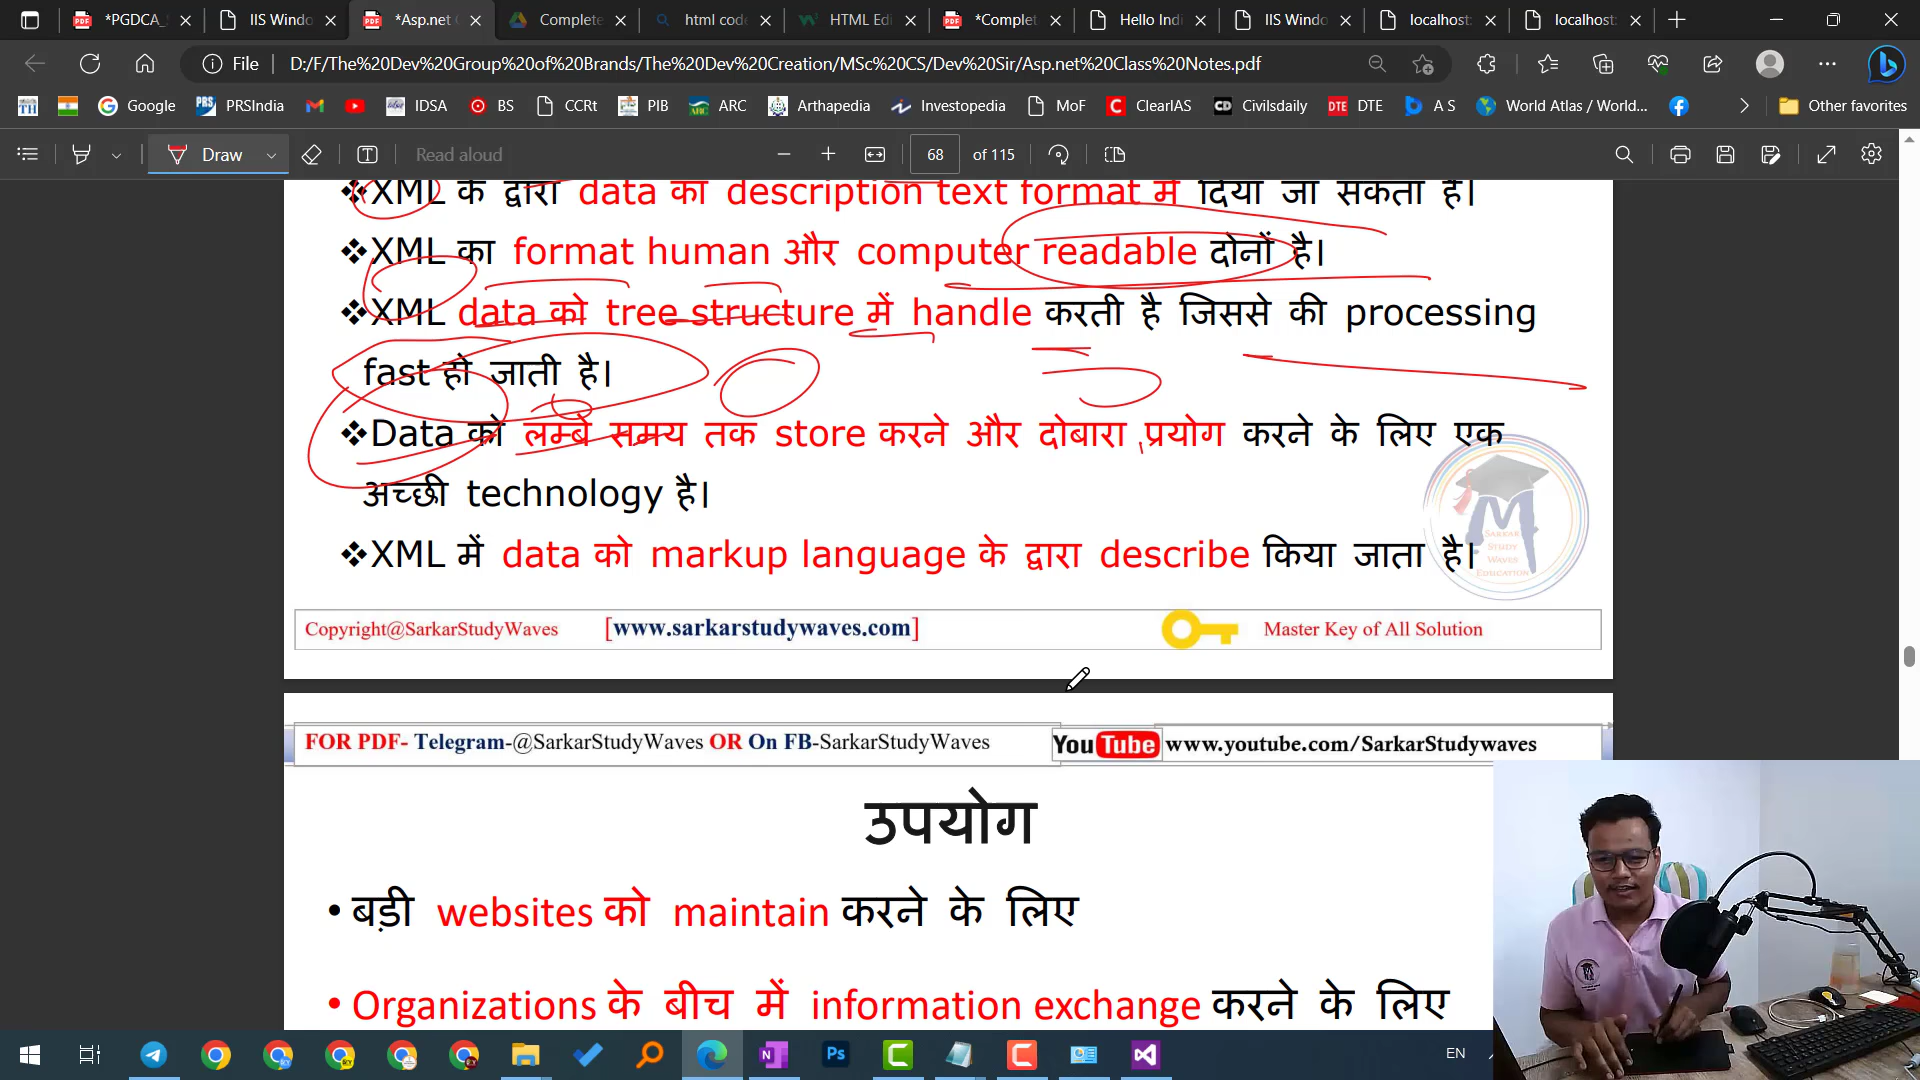 *PGDCA_
IIS Windo
*Asp.net
Complete
html code
HTML Edi
*Complet
Hello Indi
IIS Windo
localhost:
localhost:
File
D:/F/The%20Dev%20Group%20of%20Brands/The%20Dev%20Creation/MSc%20CS/Dev%20Sir/Asp.net%20Class%20Notes.pdf
TH
Google
PRSIndia
IDSA
BS
CCRt
PIB
ARC
Arthapedia
Investopedia
MoF
ClearIAS
Civilsdaily
DTE DTE
A S
World Atlas / World...
Other favorites
Draw
Read aloud
68 of 115
❖XML के द्वारा data का description text format में दिया जा सकता है।
❖XML का format human और computer readable दोनों है।
❖XML data को tree structure में handle करती है जिससे की processing
fast हो जाती है।
❖Data को लम्बे समय तक store करने और दोबारा प्रयोग करने के लिए एक
अच्छी technology है।
❖XML में data को markup language के द्वारा describe किया जाता है।
SARKAR
STUDY
WAVES
EDUCATION
Copyright@SarkarStudyWaves [www.sarkarstudywaves.com] Master Key of All Solution
FOR PDF- Telegram-@SarkarStudyWaves OR On FB-SarkarStudyWaves YouTube www.youtube.com/SarkarStudywaves
उपयोग
• बड़ी websites को maintain करने के लिए
• Organizations के बीच में information exchange करने के लिए
EN